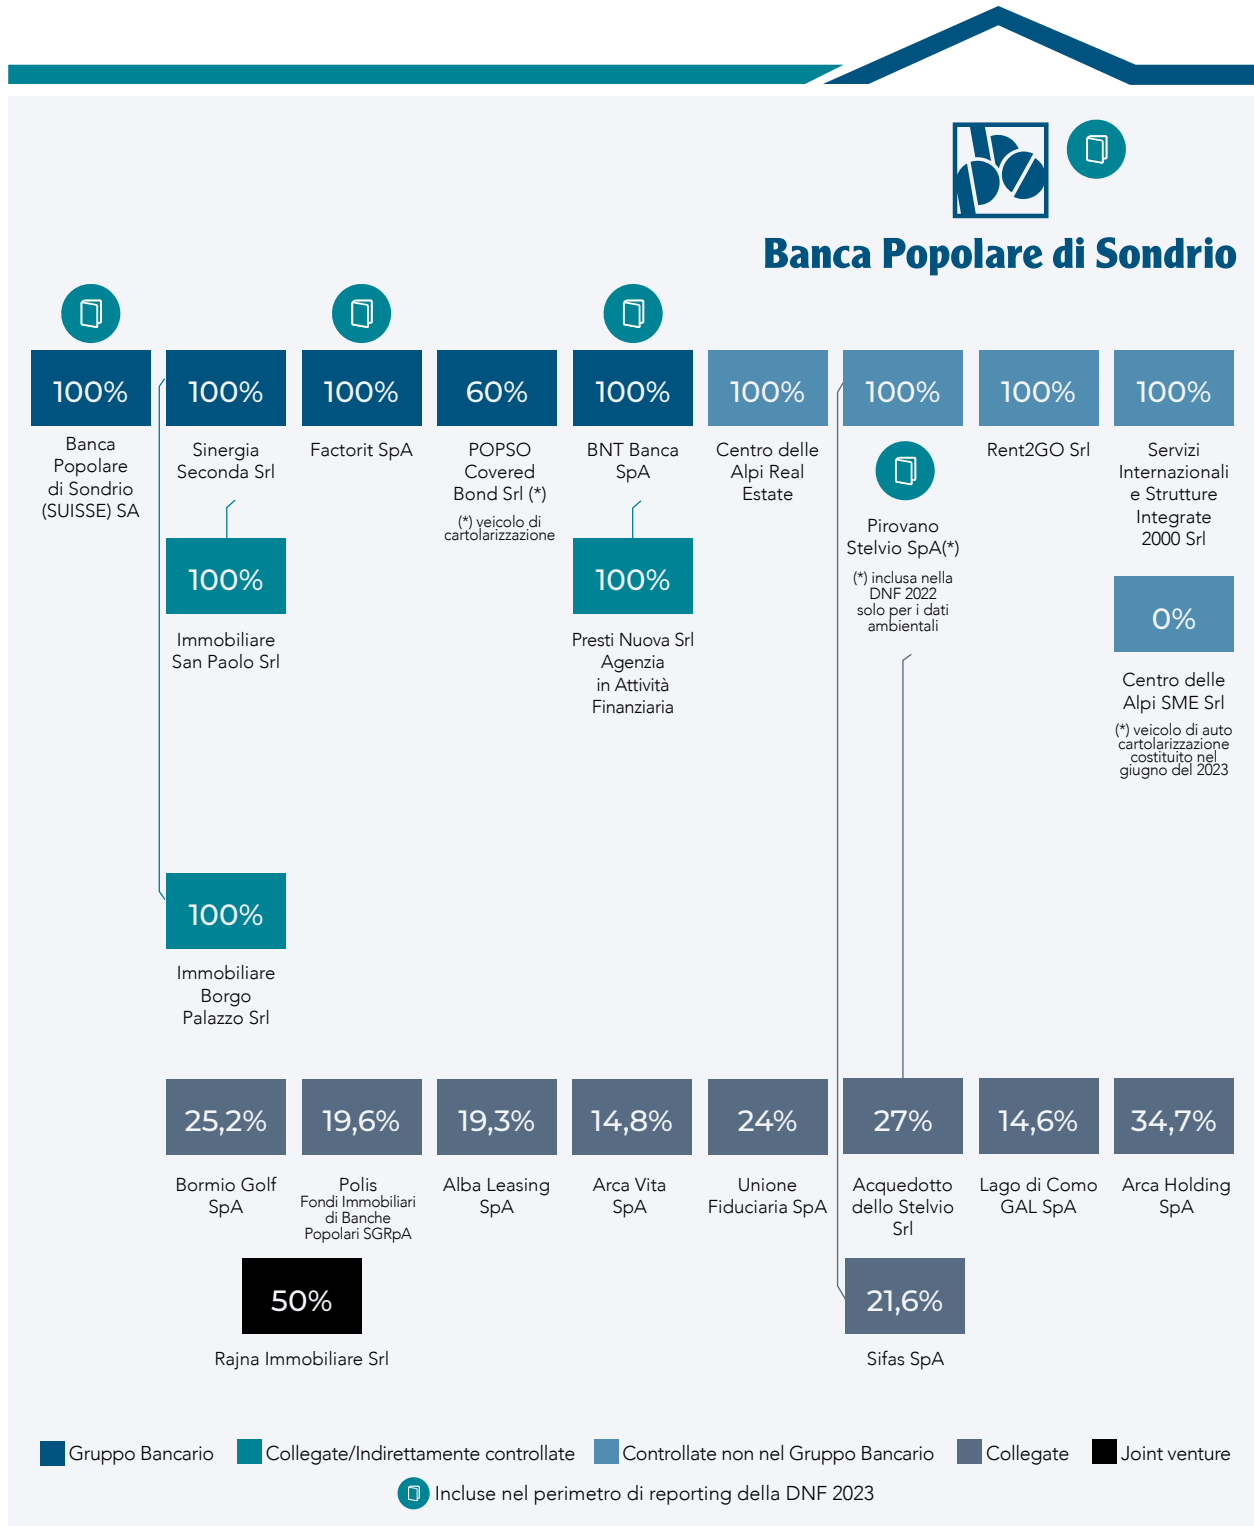 Banca Popolare di Sondrio
100%
Banca
Popolare
di Sondrio
(SUISSE) SA
100%
Sinergia
Seconda Srl
100%
Factorit SpA
60%
POPSO
Covered
Bond Srl (*)
(*) veicolo di
cartolarizzazione
100%
BNT Banca
SpA
100%
Centro delle
Alpi Real
Estate
100%
Pirovano
Stelvio SpA(*)
(*) inclusa nella
DNF 2022
solo per i dati
ambientali
100%
Rent2GO Srl
100%
Servizi
Internazionali
e Strutture
Integrate
2000 Srl
100%
Immobiliare
San Paolo Srl
100%
Presti Nuova Srl
Agenzia
in Attività
Finanziaria
0%
Centro delle
Alpi SME Srl
(*) veicolo di auto
cartolarizzazione
costituito nel
giugno del 2023
100%
Immobiliare
Borgo
Palazzo Srl
25,2%
Bormio Golf
SpA
19,6%
Polis
Fondi Immobiliari
di Banche
Popolari SGRpA
19,3%
Alba Leasing
SpA
14,8%
Arca Vita
SpA
24%
Unione
Fiduciaria SpA
27%
Acquedotto
dello Stelvio
Srl
14,6%
Lago di Como
GAL SpA
34,7%
Arca Holding
SpA
50%
Rajna Immobiliare Srl
21,6%
Sifas SpA
Gruppo Bancario
Collegate/Indirettamente controllate
Controllate non nel Gruppo Bancario
Collegate
Joint venture
Incluse nel perimetro di reporting della DNF 2023